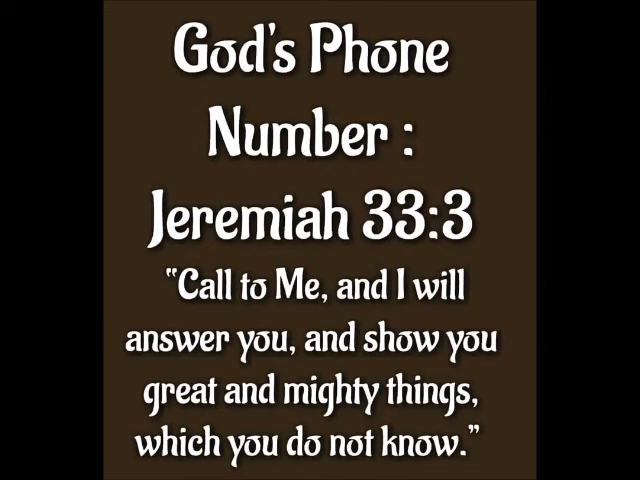 God's Phone
Number :
Jeremiah 33:3
"Call to Me, and I will
answer you, and show you
great and mighty things,
which you do not know."